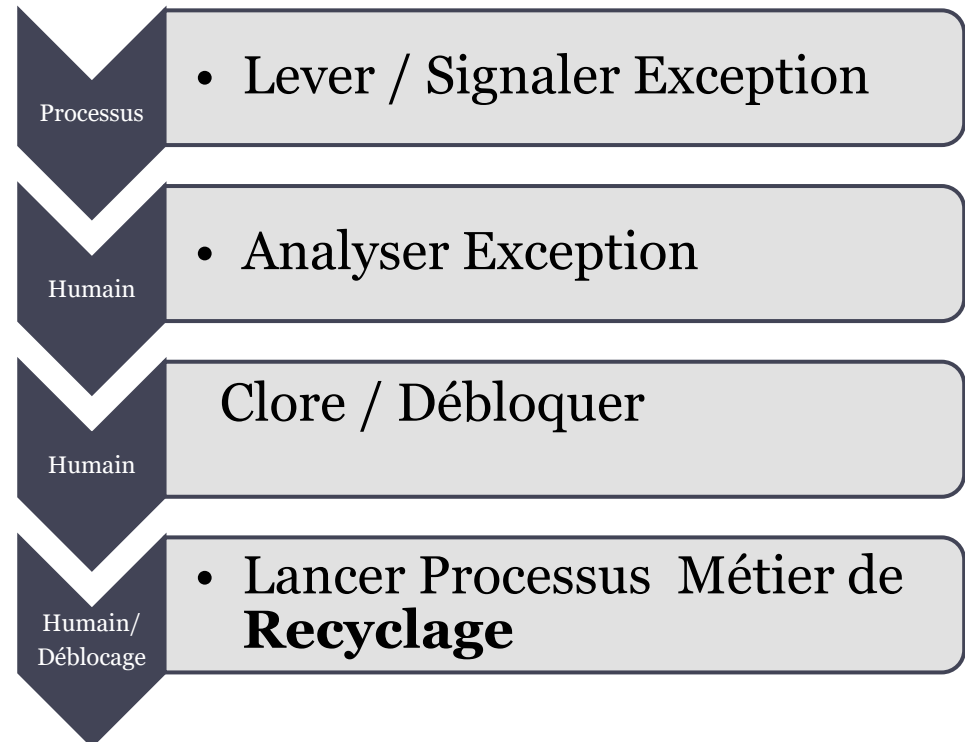 Processus
• Lever / Signaler Exception
Humain
• Analyser Exception
Humain
Clore / Débloquer
Humain/
Déblocage
• Lancer Processus Métier de
Recyclage